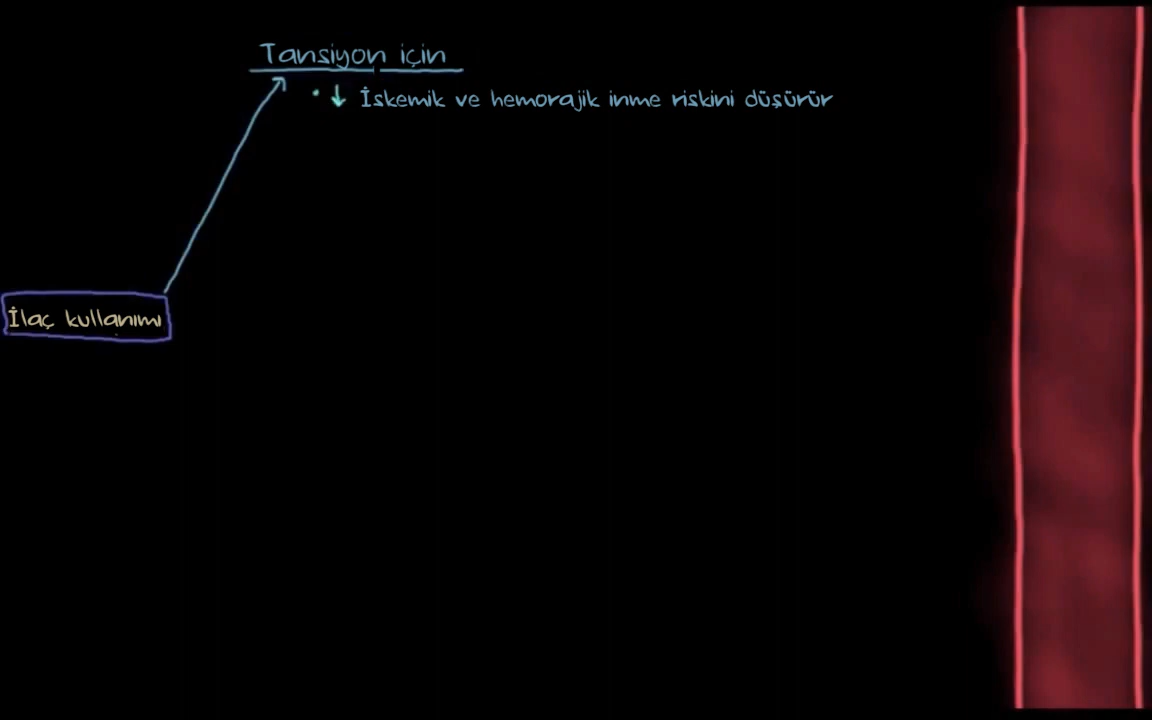 Tansiyon için
• ↓ İskemik ve hemorajik inme riskini düşürür
İlaç kullanımı